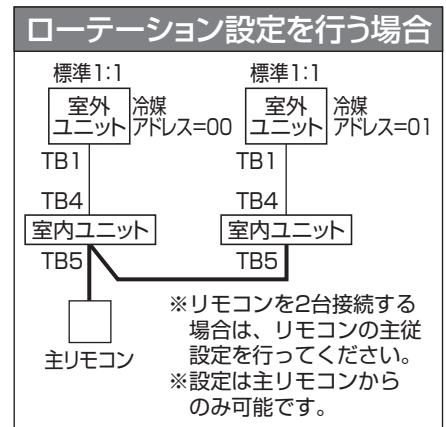 ローテーション設定を行う場合
標準1:1
標準1:1
室外
ユニット
冷媒
アドレス=00
室外
ユニット
冷媒
アドレス=01
TB1
TB1
TB4
TB4
室内ユニット
室内ユニット
TB5
TB5
主リモコン
※リモコンを2台接続する
場合は、リモコンの主従
設定を行ってください。
※設定は主リモコンから
のみ可能です。